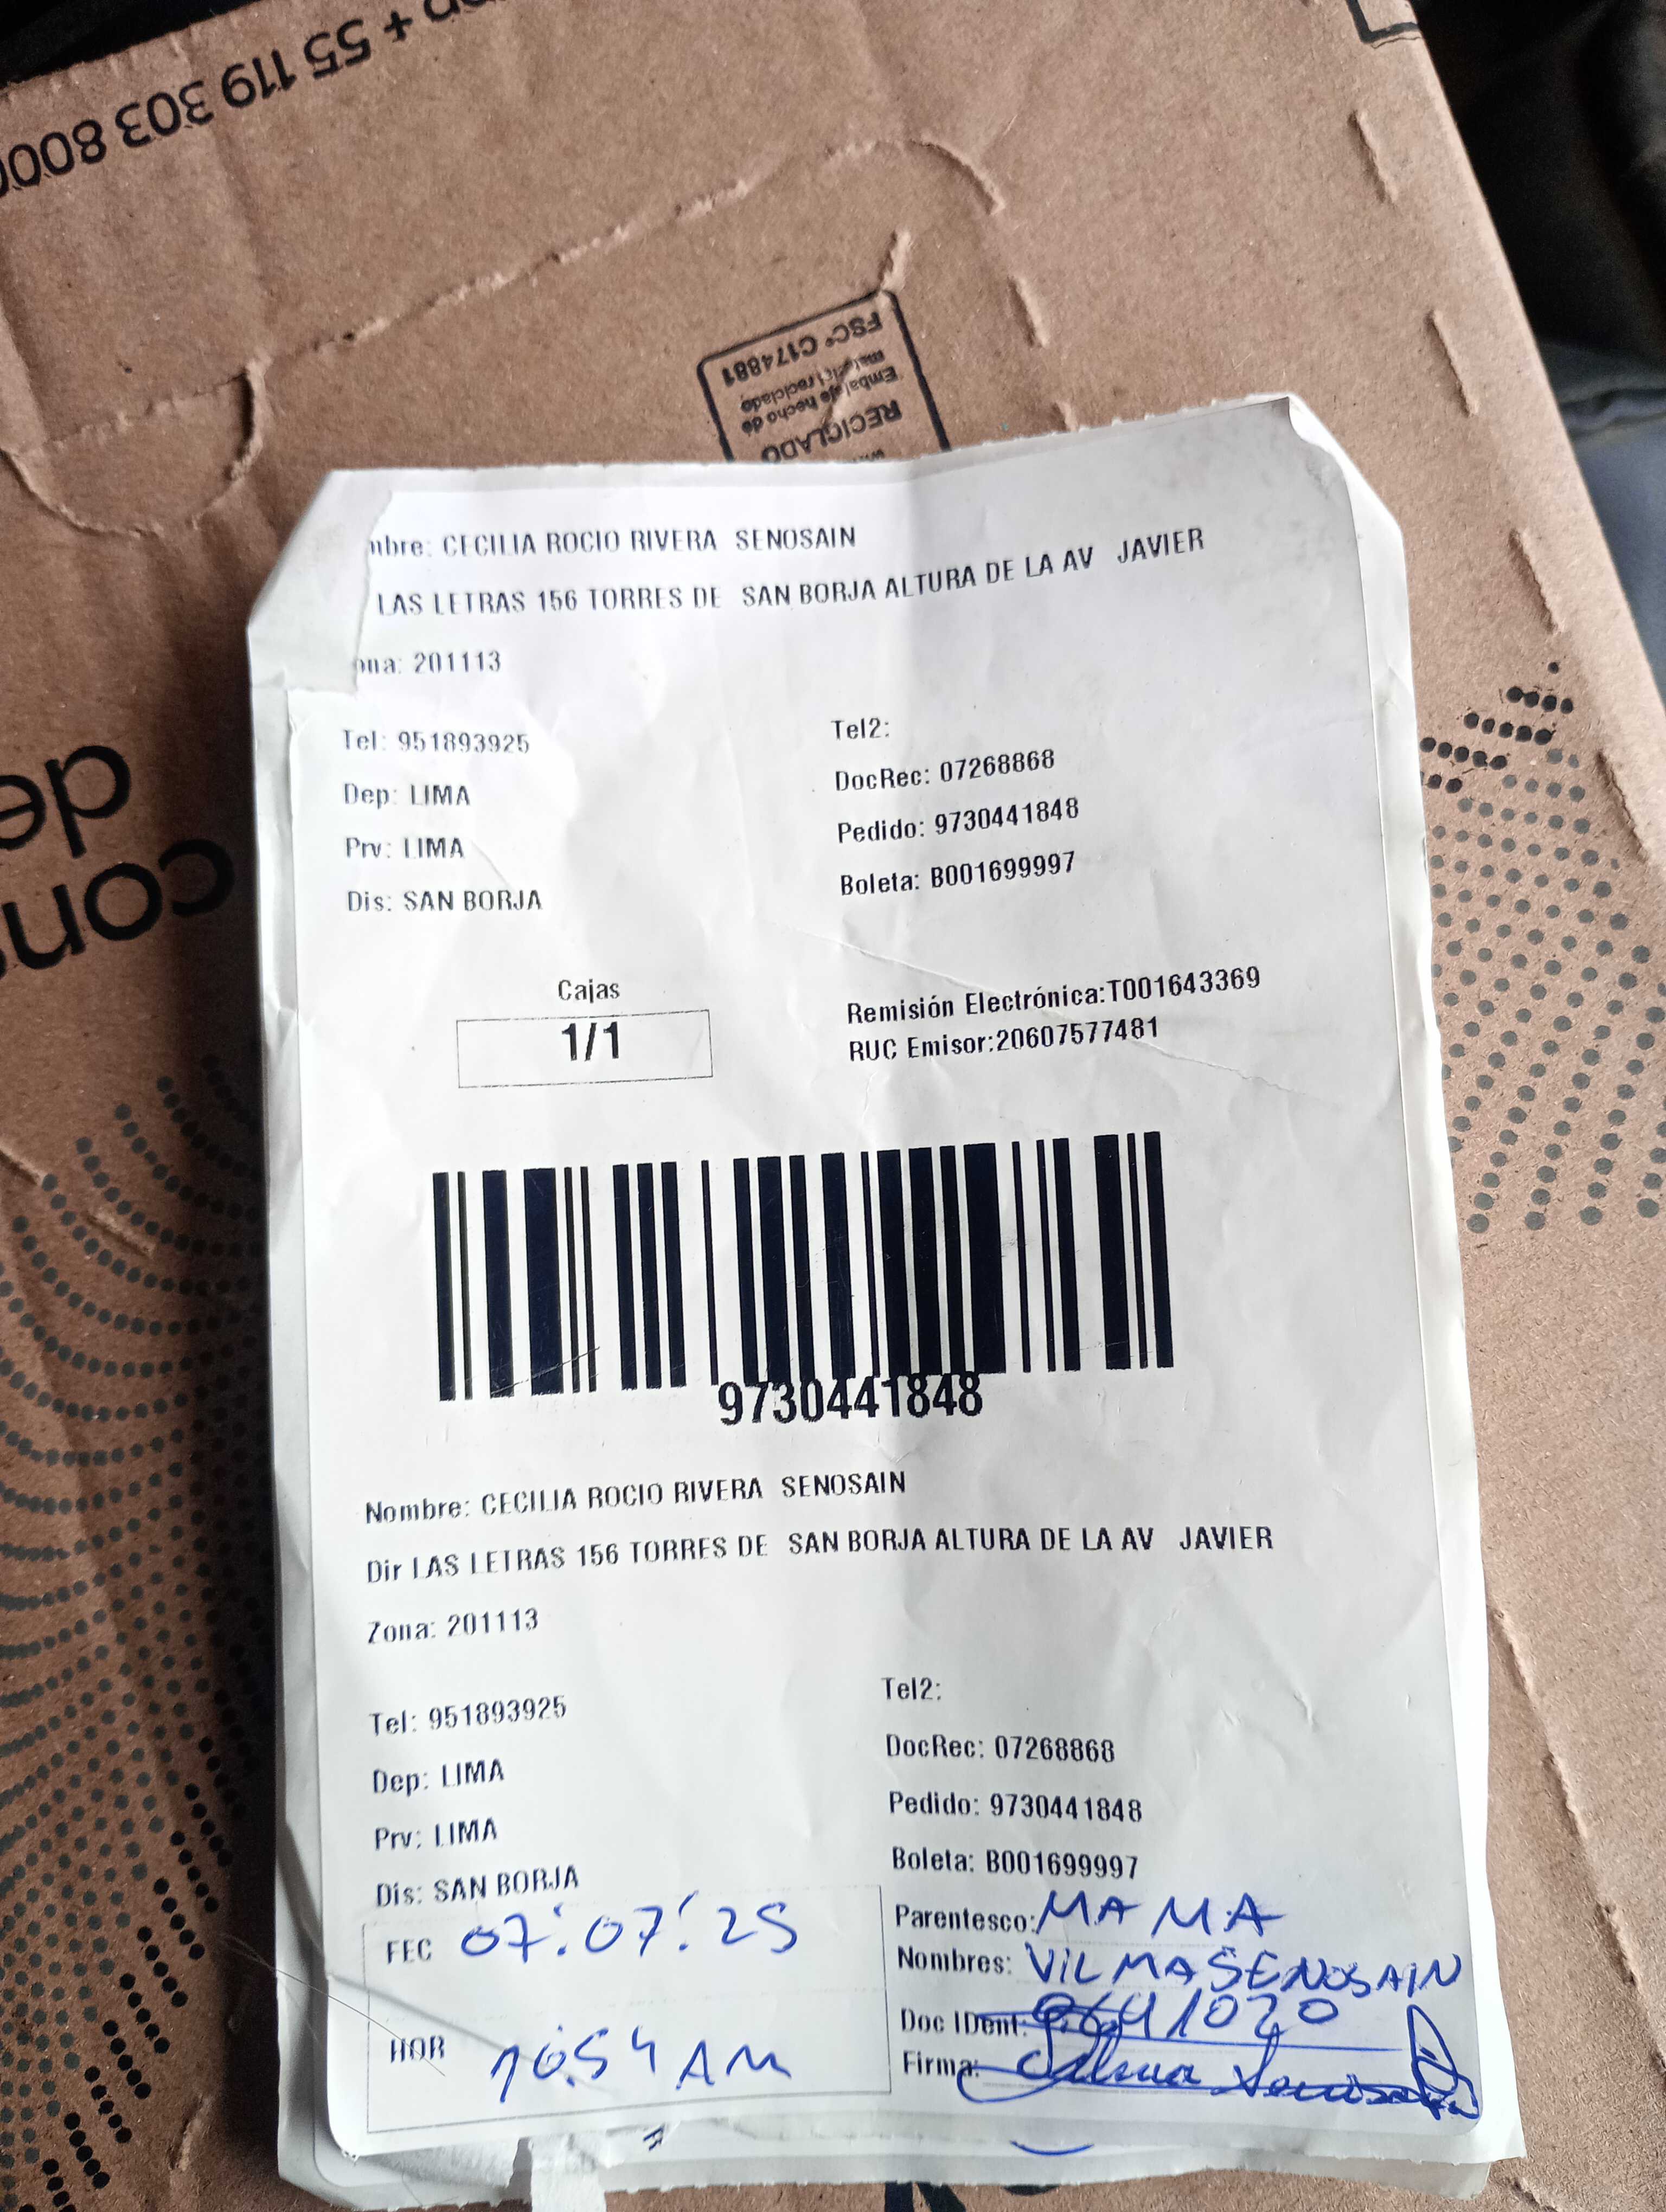 + 55 119 303 800
FSC® C174881
Embalaje hecho de
reciclado
RECICLADO
de
con
mbre: CECILIA ROCIO RIVERA SENOSAIN
LAS LETRAS 156 TORRES DE SAN BORJA ALTURA DE LA AV JAVIER
ona: 201113
Tel: 951893925
Tel2:
Dep: LIMA
DocRec: 07268868
Prv: LIMA
Pedido: 9730441848
Dis: SAN BORJA
Boleta: B001699997
Cajas
1/1
Remisión Electrónica:T001643369
RUC Emisor:20607577481
9730441848
Nombre: CECILIA ROCIO RIVERA SENOSAIN
Dir LAS LETRAS 156 TORRES DE SAN BORJA ALTURA DE LA AV JAVIER
Zona: 201113
Tel: 951893925
Tel2:
Dep: LIMA
DocRec: 07268868
Prv: LIMA
Pedido: 9730441848
Dis: SAN BORJA
Boleta: B001699997
FEC 07:07:25
Parentesco: MAMA
Nombres: VILMA SENOSAIN
HOR 10:54 AM
Doc IDent:
Firma: Vilma Senosain